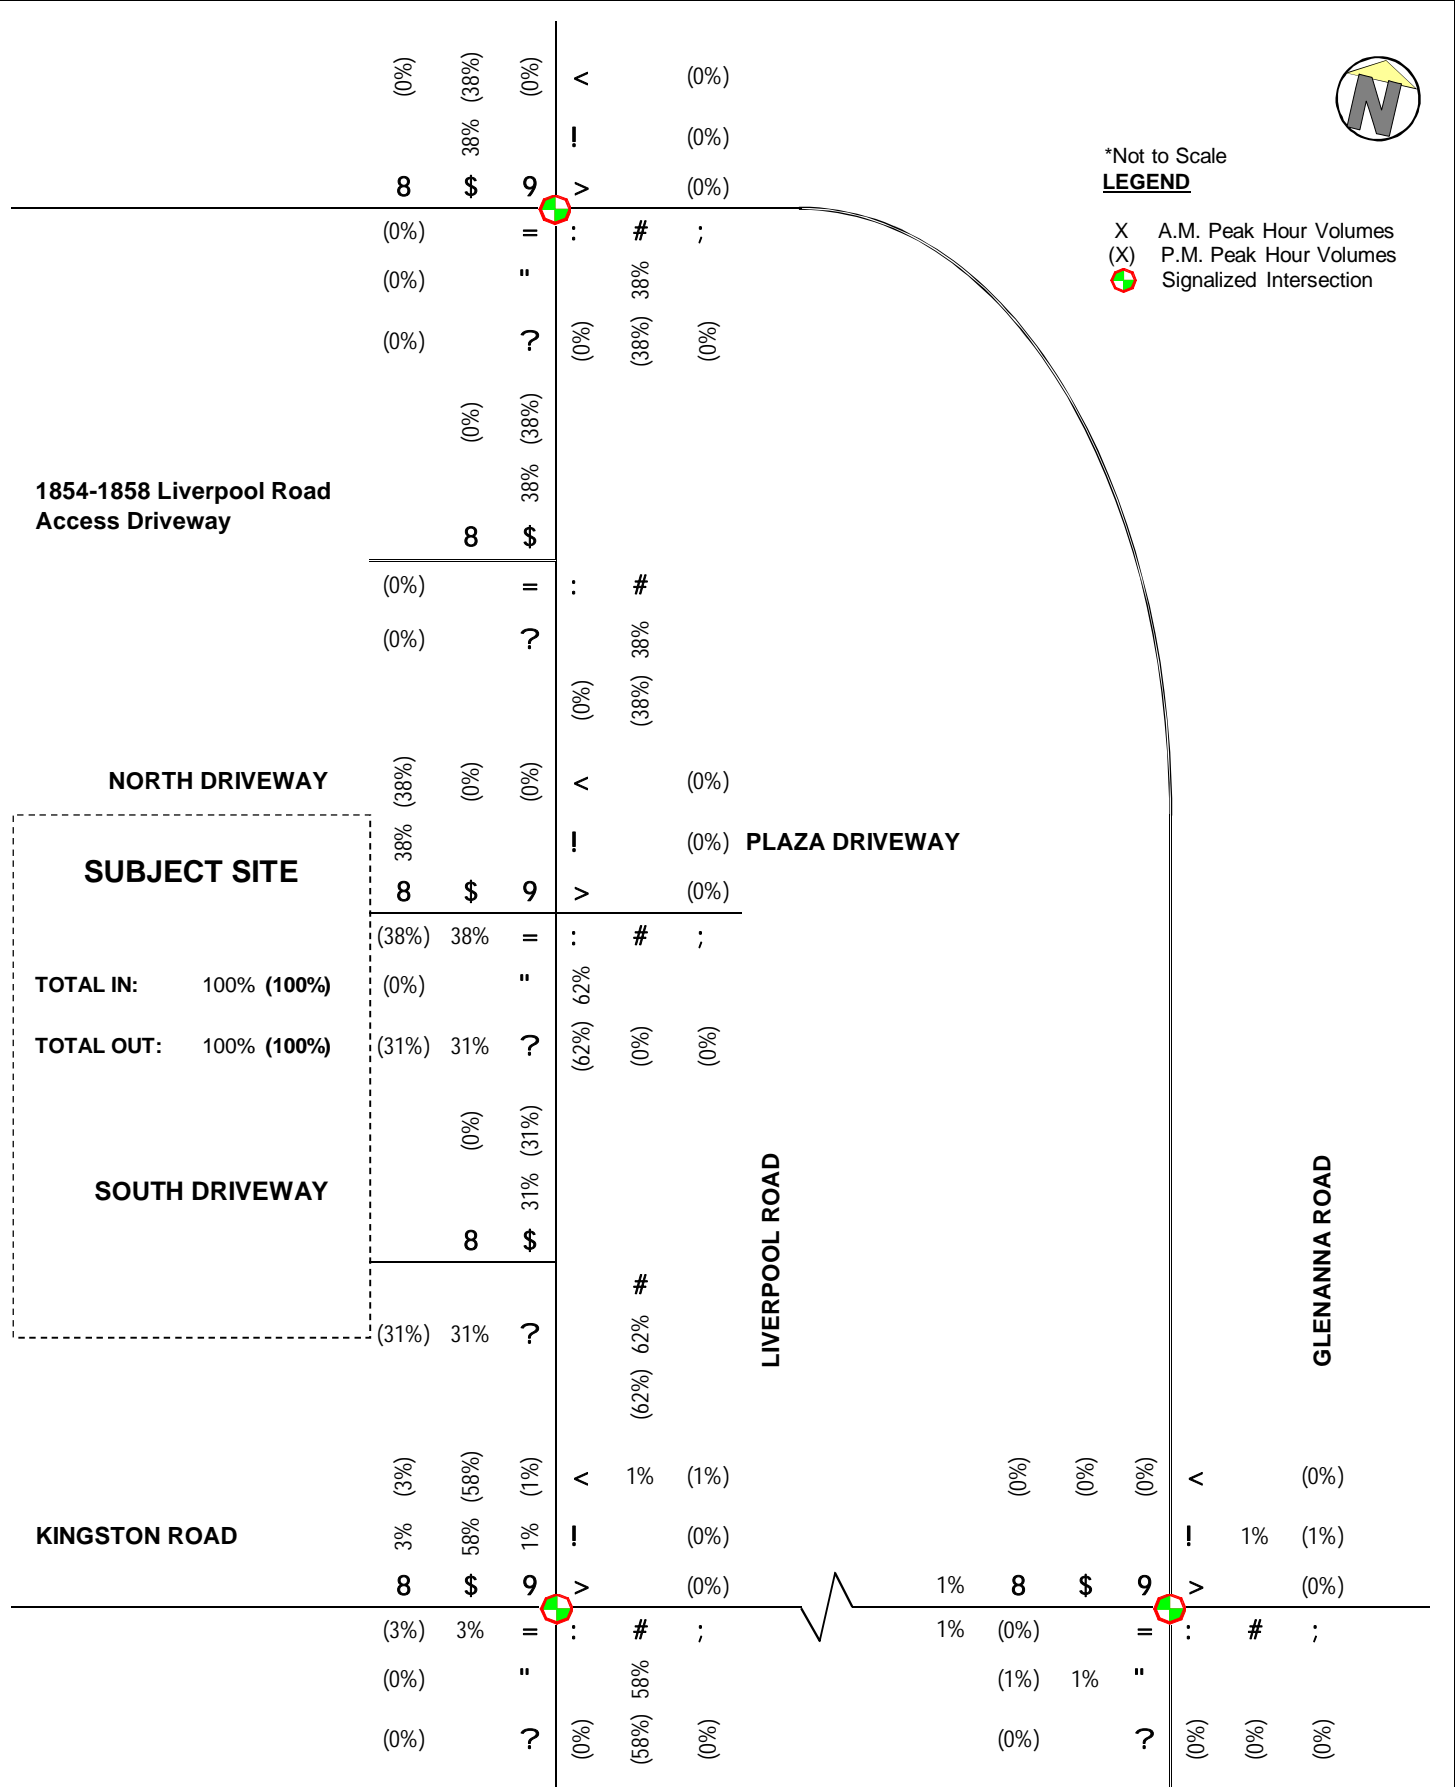 (0%) (38%) (0%) < (0%)
38% ! (0%)
8 $ 9 > (0%)
N
*Not to Scale
LEGEND
X A.M. Peak Hour Volumes
(X) P.M. Peak Hour Volumes
Signalized Intersection
(0%) = : # ;
(0%) " 38%
(0%) ? (0%) (38%) (0%)
(0%) (38%)
38%
1854-1858 Liverpool Road
Access Driveway
8 $
(0%) = : #
(0%) ? 38%
(0%) (38%)
NORTH DRIVEWAY (38%) (0%) (0%) < (0%)
38% ! (0%) PLAZA DRIVEWAY
SUBJECT SITE
8 $ 9 > (0%)
(38%) 38% = : # ;
TOTAL IN: 100% (100%) (0%) " 62%
TOTAL OUT: 100% (100%) (31%) 31% ? (62%) (0%) (0%)
(0%) (31%)
SOUTH DRIVEWAY 31%
8 $
LIVERPOOL ROAD
GLENANNA ROAD
#
(31%) 31% ? 62%
(62%)
(3%) (58%) (1%) < 1% (1%) (0%) (0%) (0%) < (0%)
KINGSTON ROAD 3% 58% 1% ! (0%) ! 1% (1%)
8 $ 9 > (0%) 1% 8 $ 9 > (0%)
(3%) 3% = : # ; 1% (0%) = : # ;
(0%) " 58% (1%) 1% "
(0%) ? (0%) (58%) (0%) (0%) ? (0%) (0%) (0%)